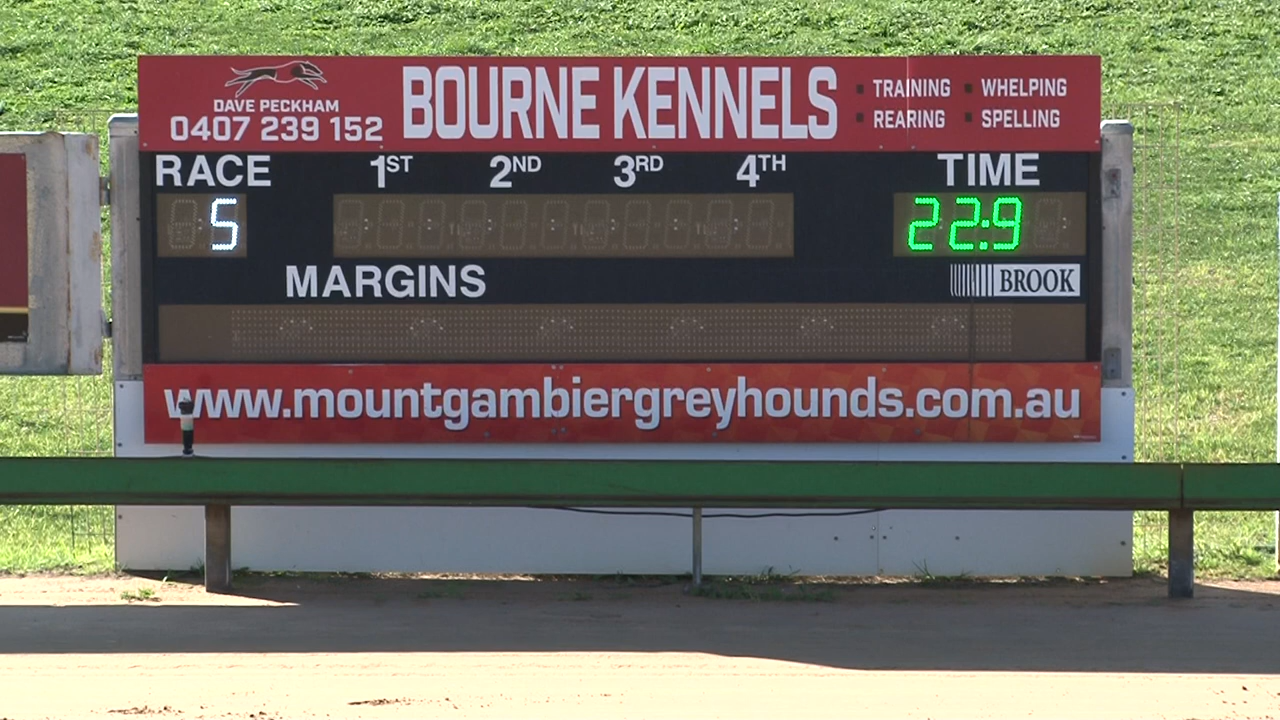 DAVE PECKHAM
0407 239 152
BOURNE KENNELS
▪ TRAINING ▪ WHELPING
▪ REARING ▪ SPELLING
RACE 1ST 2ND 3RD 4TH TIME
5 22:9
MARGINS
BROOK
www.mountgambiergreyhounds.com.au